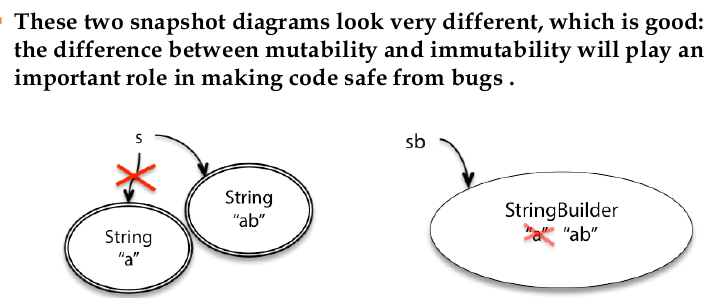 These two snapshot diagrams look very different, which is good:
the difference between mutability and immutability will play an
important role in making code safe from bugs .
s
String
"a"
String
"ab"
sb
StringBuilder
"a" "ab"